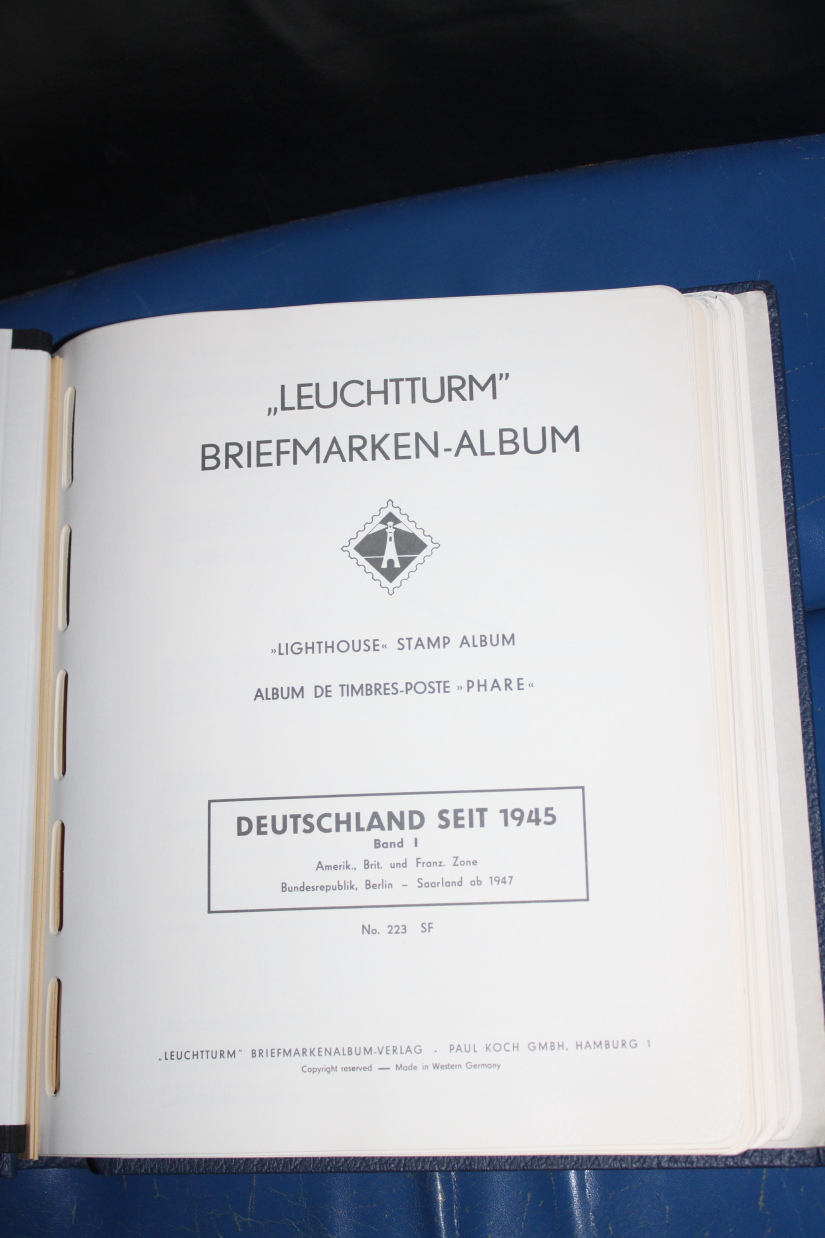 „LEUCHTTURM”
BRIEFMARKEN-ALBUM
»LIGHTHOUSE« STAMP ALBUM
ALBUM DE TIMBRES-POSTE »PHARE«
DEUTSCHLAND SEIT 1945
Band I
Amerik., Brit. und Franz. Zone
Bundesrepublik, Berlin – Saarland ab 1947
No. 223 SF
„LEUCHTTURM” BRIEFMARKENALBUM-VERLAG - PAUL KOCH GMBH, HAMBURG 1
Copyright reserved — Made in Western Germany